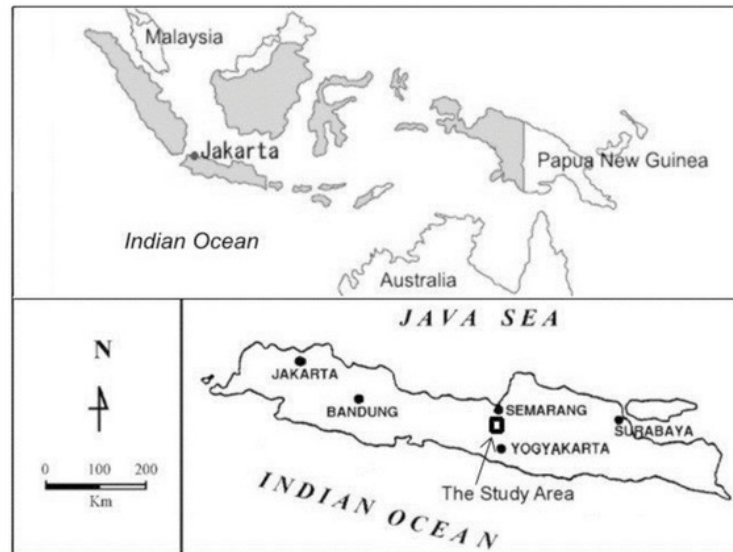 Malaysia
Jakarta
Papua New Guinea
Indian Ocean
Australia
JAVA SEA
N
JAKARTA
BANDUNG
SEMARANG
SURABAYA
YOGYAKARTA
The Study Area
0 100 200
Km
INDIAN OCEAN